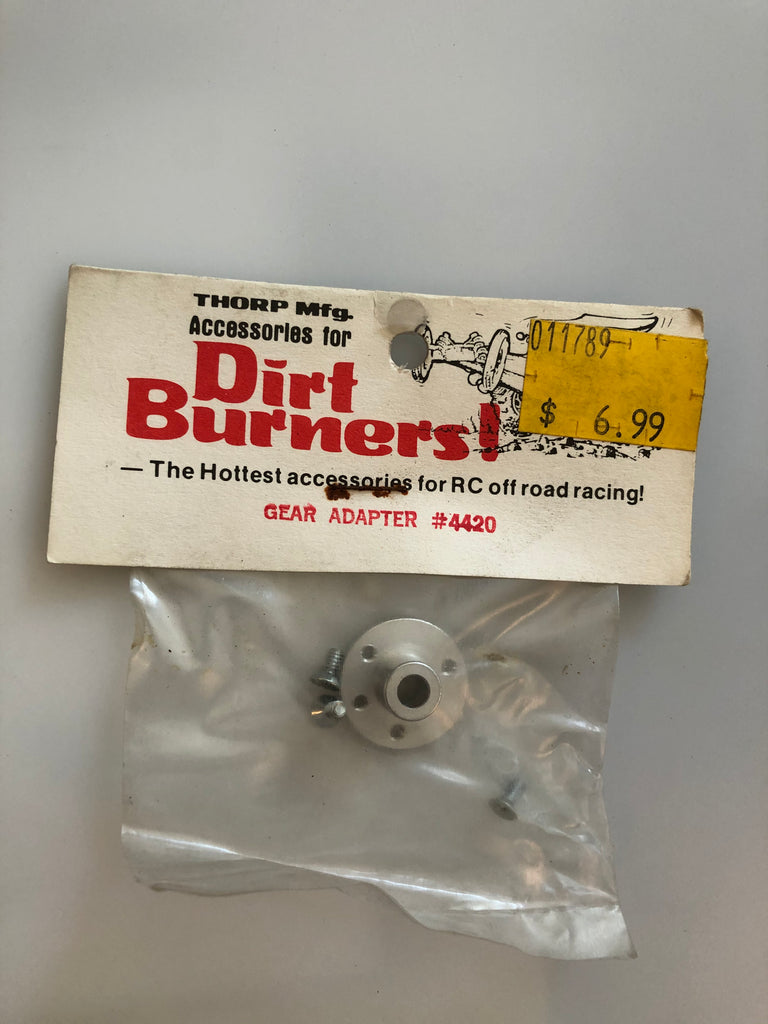 THORP Mfg.
Accessories for
Dirt
Burners!
— The Hottest accessories for RC off road racing!
GEAR ADAPTER #4420
011789
$ 6.99